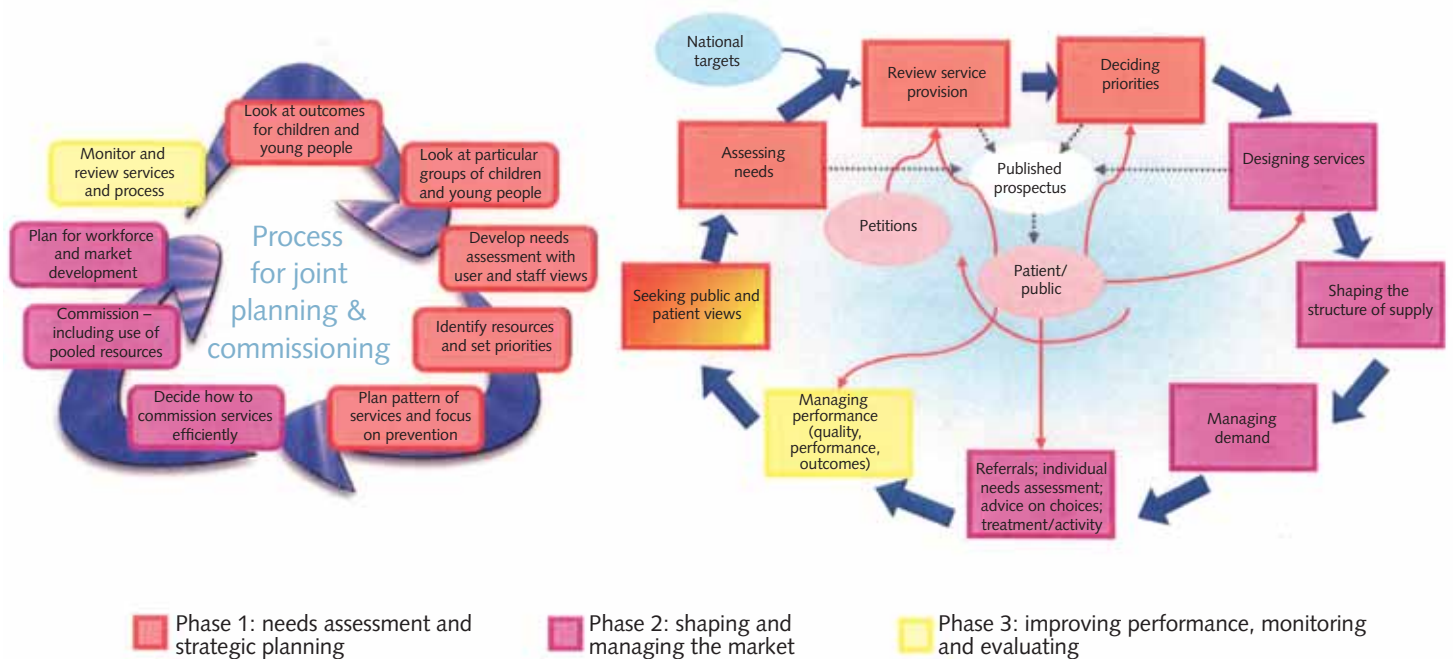 Look at outcomes
for children and
young people
Look at particular
groups of children
and young people
Develop needs
assessment with
user and staff views
Identify resources
and set priorities
Plan pattern of
services and focus
on prevention
Decide how to
commission services
efficiently
Commission –
including use of
pooled resources
Plan for workforce
and market
development
Monitor and
review services
and process
Process
for joint
planning &
commissioning
National
targets
Review service
provision
Deciding
priorities
Designing services
Shaping the
structure of supply
Managing
demand
Referrals; individual
needs assessment;
advice on choices;
treatment/activity
Managing
performance
(quality,
performance,
outcomes)
Seeking public and
patient views
Assessing
needs
Published
prospectus
Petitions
Patient/
public
Phase 1: needs assessment and
strategic planning
Phase 2: shaping and
managing the market
Phase 3: improving performance, monitoring
and evaluating